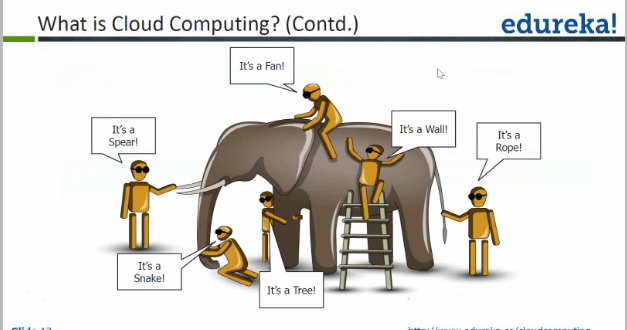 What is Cloud Computing? (Contd.)
edureka!
It's a Fan!
It's a
Spear!
It's a Wall!
It's a
Rope!
It's a
Snake!
It's a Tree!